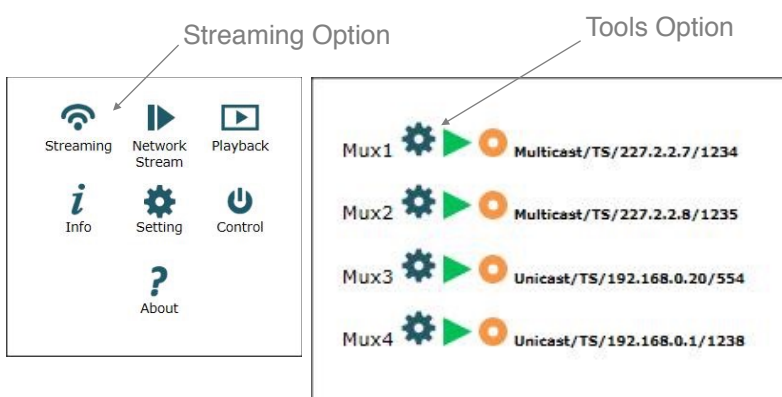 Streaming Option
Tools Option
Streaming
Network
Stream
Playback
Info
Setting
Control
About
Mux1 Multicast/TS/227.2.2.7/1234
Mux2 Multicast/TS/227.2.2.8/1235
Mux3 Unicast/TS/192.168.0.20/554
Mux4 Unicast/TS/192.168.0.1/1238